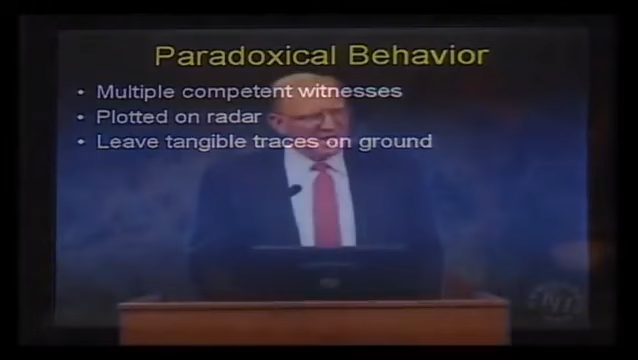 Paradoxical Behavior
• Multiple competent witnesses
• Plotted on radar
• Leave tangible traces on ground